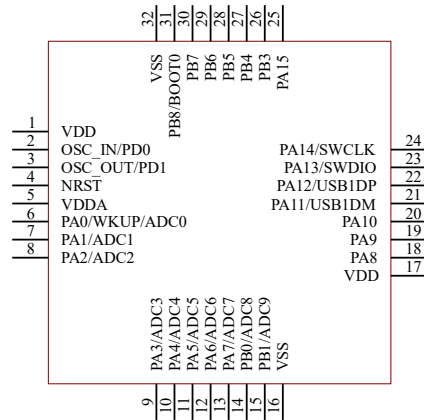 32 31 30 29 28 27 26 25
VSS
PB8/BOOT0
PB7
PB6
PB5
PB4
PB3
PA15
1 VDD
2 OSC_IN/PD0
3 OSC_OUT/PD1
4 NRST
5 VDDA
6 PA0/WKUP/ADC0
7 PA1/ADC1
8 PA2/ADC2
PA14/SWCLK 24
PA13/SWDIO 23
PA12/USB1DP 22
PA11/USB1DM 21
PA10 20
PA9 19
PA8 18
VDD 17
PA3/ADC3
PA4/ADC4
PA5/ADC5
PA6/ADC6
PA7/ADC7
PB0/ADC8
PB1/ADC9
VSS
9 10 11 12 13 14 15 16